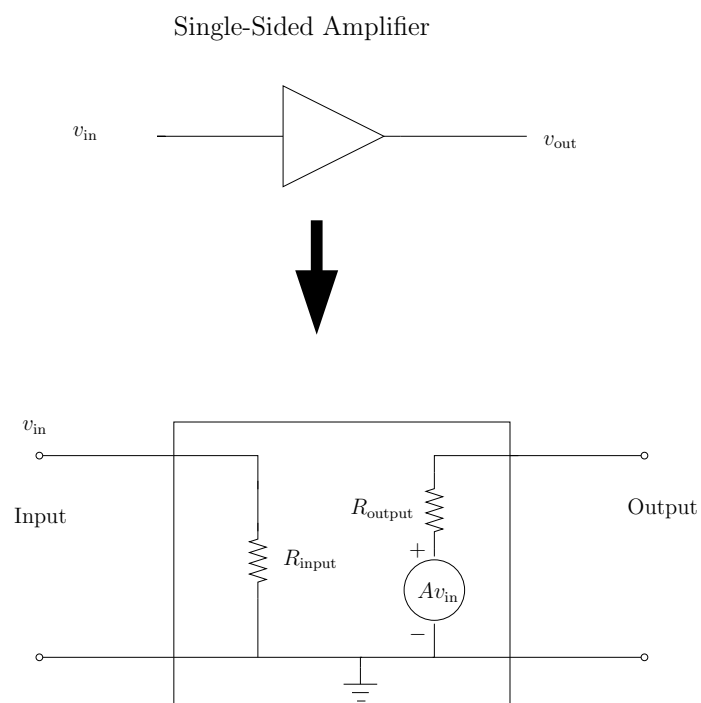 Single-Sided Amplifier
v_in
v_out
v_in
Input
R_input
R_output
+
Av_in
−
Output